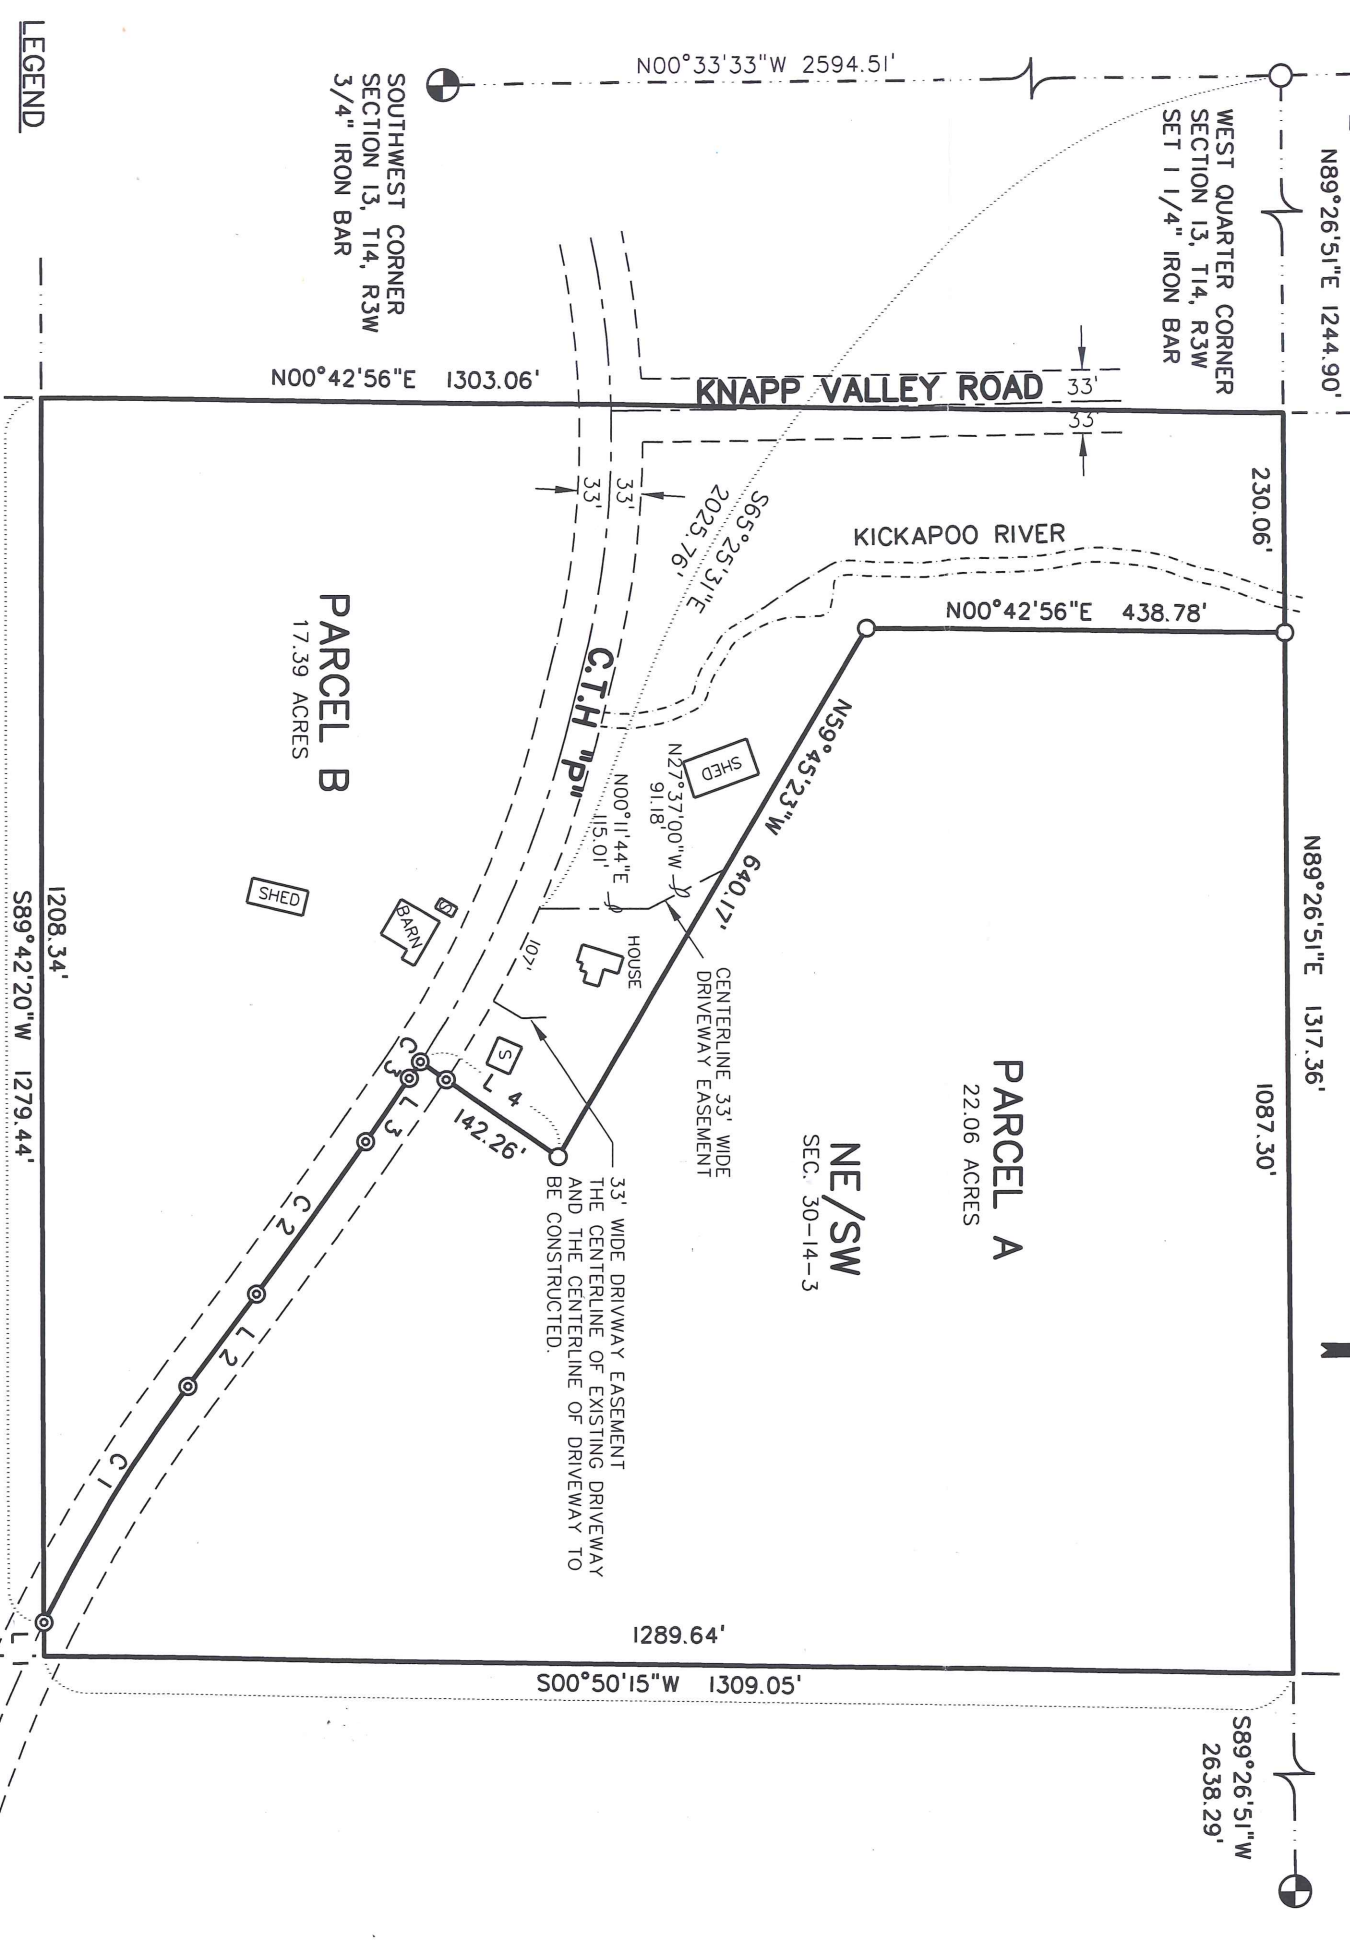 N89°26'51"E 1244.90'
WEST QUARTER CORNER
SECTION 13, T14, R3W
SET 1 1/4" IRON BAR
N00°33'33"W 2594.51'
SOUTHWEST CORNER
SECTION 13, T14, R3W
3/4" IRON BAR
LEGEND
N89°26'51"E 1317.36'
230.06'
1087.30'
S89°26'51"W
2638.29'
KNAPP VALLEY ROAD
33'
33'
N00°42'56"E 1303.06'
KICKAPOO RIVER
N00°42'56"E 438.78'
S65°25'31"E
2025.76'
33'
33'
C.T.H "P"
N59°45'23"W 640.17'
SHED
N27°37'00"W
91.18'
N00°11'44"E
115.01'
CENTERLINE 33' WIDE
DRIVEWAY EASEMENT
HOUSE
107'
S
L 4
142.26'
33' WIDE DRIVWAY EASEMENT
THE CENTERLINE OF EXISTING DRIVEWAY
AND THE CENTERLINE OF DRIVEWAY TO
BE CONSTRUCTED.
PARCEL A
22.06 ACRES
NE/SW
SEC. 30-14-3
PARCEL B
17.39 ACRES
S
BARN
SHED
C 3
L 3
C 2
L 2
C 1
L 1
1289.64'
S00°50'15"W 1309.05'
1208.34'
S89°42'20"W 1279.44'